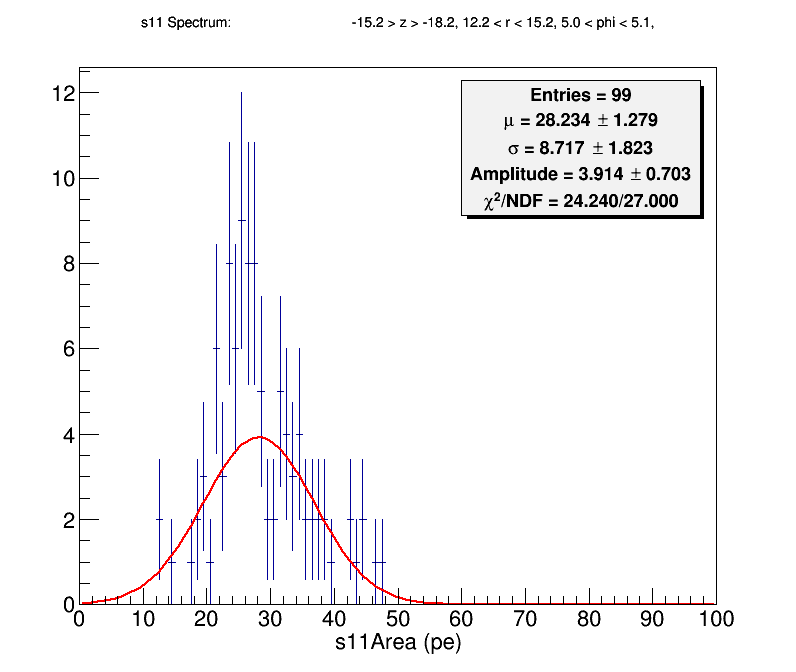 s11 Spectrum: -15.2 > z > -18.2, 12.2 < r < 15.2, 5.0 < phi < 5.1,
Entries = 99
μ = 28.234 ± 1.279
σ = 8.717 ± 1.823
Amplitude = 3.914 ± 0.703
χ²/NDF = 24.240/27.000
12
10
8
6
4
2
0
0 10 20 30 40 50 60 70 80 90 100
s11Area (pe)